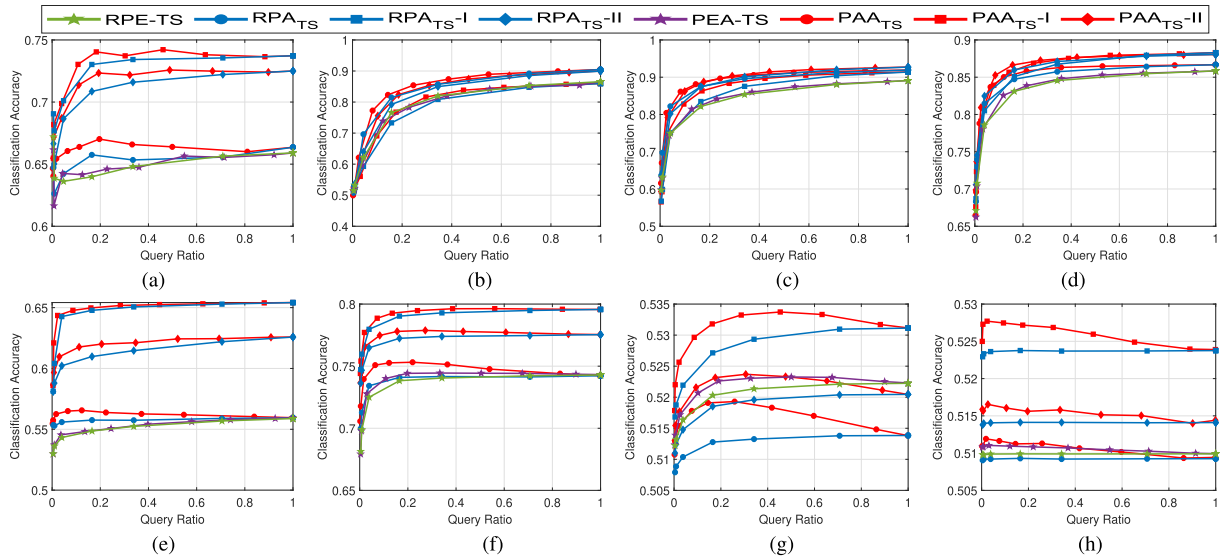 RPE-TS RPA_TS RPA_TS-I RPA_TS-II PEA-TS PAA_TS PAA_TS-I PAA_TS-II
Classification Accuracy
0.75
0.7
0.65
0.6
0 0.2 0.4 0.6 0.8 1
Query Ratio
(a)
Classification Accuracy
1
0.9
0.8
0.7
0.6
0.5
0.4
0 0.2 0.4 0.6 0.8 1
Query Ratio
(b)
Classification Accuracy
1
0.9
0.8
0.7
0.6
0.5
0 0.2 0.4 0.6 0.8 1
Query Ratio
(c)
Classification Accuracy
0.9
0.85
0.8
0.75
0.7
0.65
0 0.2 0.4 0.6 0.8 1
Query Ratio
(d)
Classification Accuracy
0.65
0.6
0.55
0.5
0 0.2 0.4 0.6 0.8 1
Query Ratio
(e)
Classification Accuracy
0.8
0.75
0.7
0.65
0 0.2 0.4 0.6 0.8 1
Query Ratio
(f)
Classification Accuracy
0.535
0.53
0.525
0.52
0.515
0.51
0.505
0 0.2 0.4 0.6 0.8 1
Query Ratio
(g)
Classification Accuracy
0.53
0.525
0.52
0.515
0.51
0.505
0 0.2 0.4 0.6 0.8 1
Query Ratio
(h)